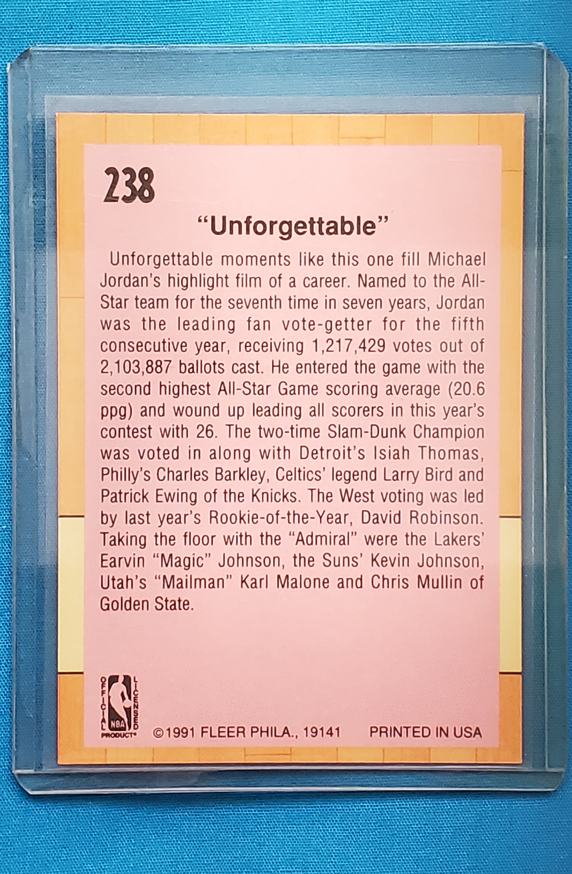 238
“Unforgettable”
Unforgettable moments like this one fill Michael
Jordan's highlight film of a career. Named to the All-
Star team for the seventh time in seven years, Jordan
was the leading fan vote-getter for the fifth
consecutive year, receiving 1,217,429 votes out of
2,103,887 ballots cast. He entered the game with the
second highest All-Star Game scoring average (20.6
ppg) and wound up leading all scorers in this year's
contest with 26. The two-time Slam-Dunk Champion
was voted in along with Detroit's Isiah Thomas,
Philly's Charles Barkley, Celtics' legend Larry Bird and
Patrick Ewing of the Knicks. The West voting was led
by last year's Rookie-of-the-Year, David Robinson.
Taking the floor with the “Admiral” were the Lakers'
Earvin “Magic” Johnson, the Suns' Kevin Johnson,
Utah's “Mailman” Karl Malone and Chris Mullin of
Golden State.
OFFICIAL
LICENSED
NBA
PRODUCT®
©1991 FLEER PHILA., 19141
PRINTED IN USA